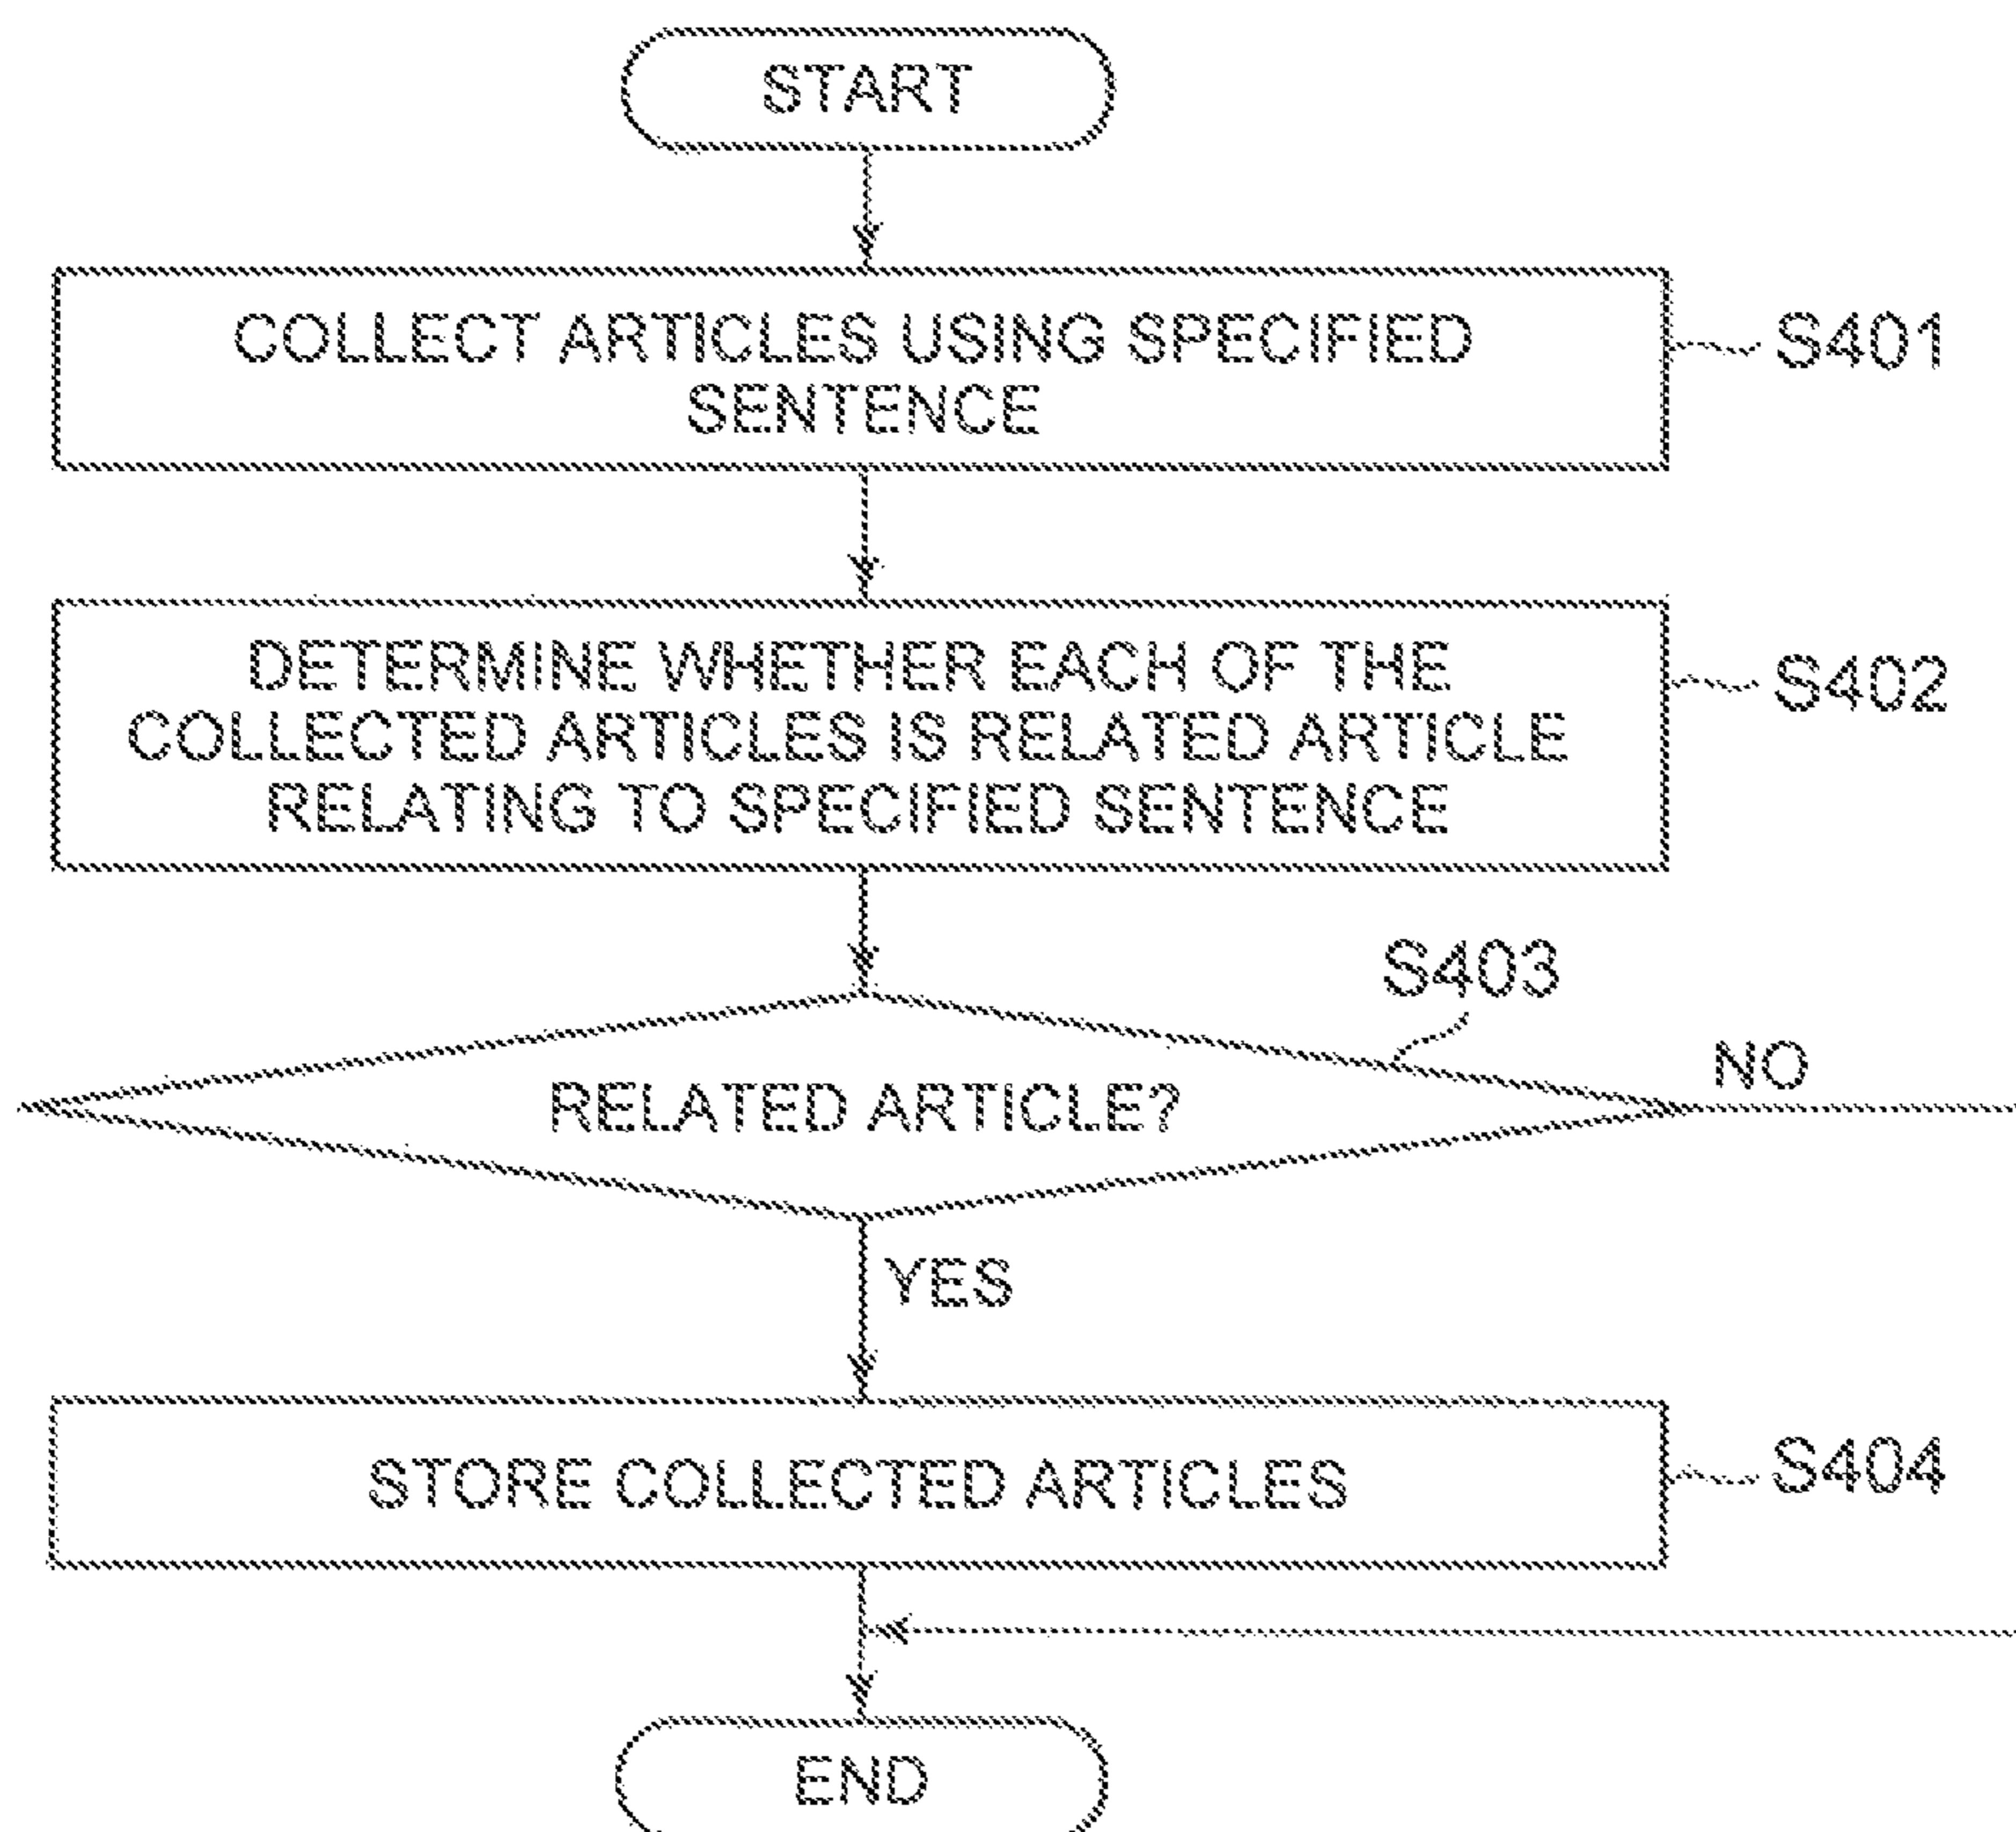 START
COLLECT ARTICLES USING SPECIFIED
SENTENCE
S401
DETERMINE WHETHER EACH OF THE
COLLECTED ARTICLES IS RELATED ARTICLE
RELATING TO SPECIFIED SENTENCE
S402
S403
RELATED ARTICLE?
NO
YES
STORE COLLECTED ARTICLES
S404
END